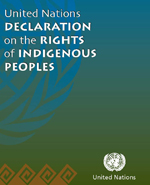 United Nations
DECLARATION
on the RIGHTS
of INDIGENOUS
PEOPLES
United Nations